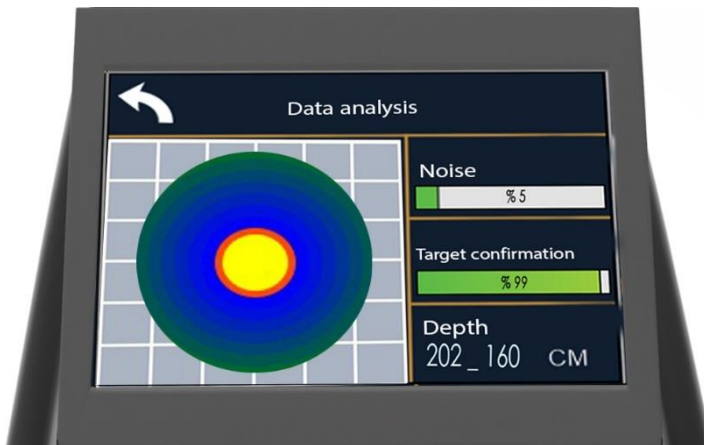 Data analysis
Noise
% 5
Target confirmation
% 99
Depth
202 _ 160 CM